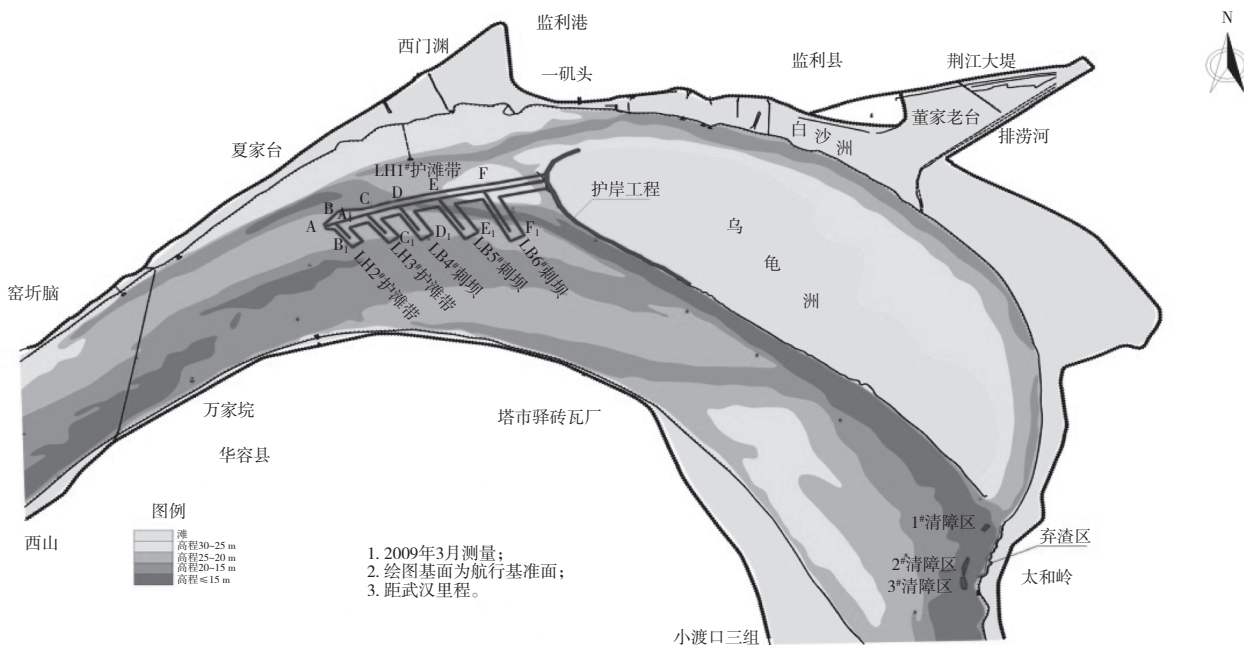 监利港
N
西门渊
一矶头
监利县
荆江大堤
董家老台
白沙洲
排涝河
夏家台
LH1#护滩带
F
E
D
C
B
A1
A
护岸工程
B1
C1
D1
E1
F1
LH2#护滩带
LH3#护滩带
LB4#刺坝
LB5#刺坝
LB6#刺坝
乌龟洲
窑圻脑
万家垸
塔市驿砖瓦厂
华容县
图例
滩
高程30~25 m
高程25~20 m
高程20~15 m
高程≤15 m
西山
1. 2009年3月测量;
2. 绘图基面为航行基准面;
3. 距武汉里程。
1#清障区
弃渣区
2#清障区
太和岭
3#清障区
小渡口三组